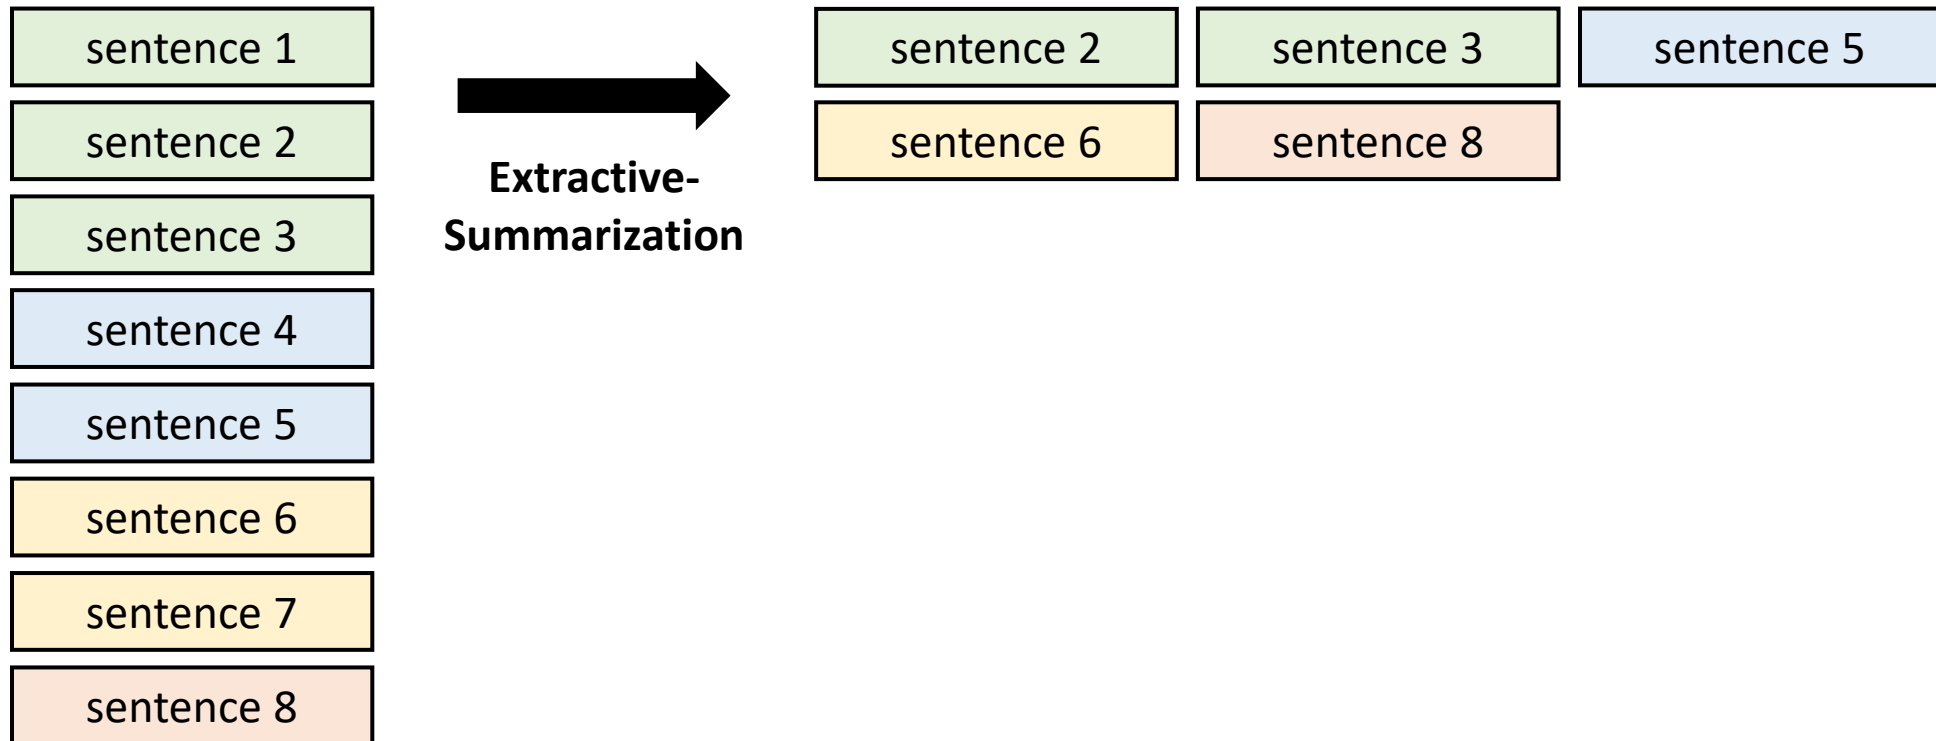 sentence 1
sentence 2
sentence 3
sentence 4
sentence 5
sentence 6
sentence 7
sentence 8
Extractive-
Summarization
sentence 2 sentence 3 sentence 5
sentence 6 sentence 8